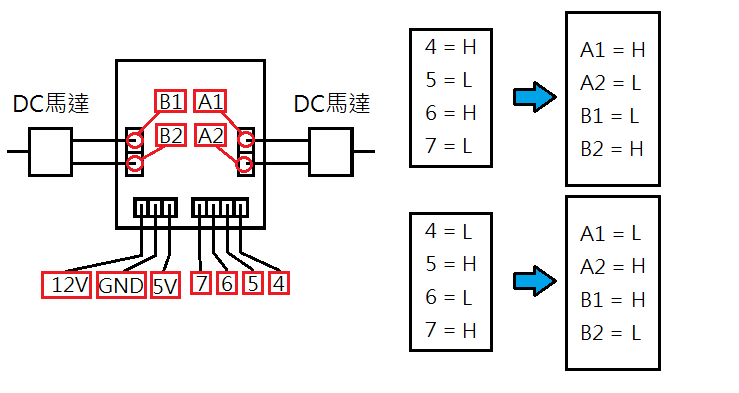 DC馬達
B1
A1
DC馬達
B2
A2
12V
GND
5V
7
6
5
4
4 = H
5 = L
6 = H
7 = L
A1 = H
A2 = L
B1 = L
B2 = H
4 = L
5 = H
6 = L
7 = H
A1 = L
A2 = H
B1 = H
B2 = L